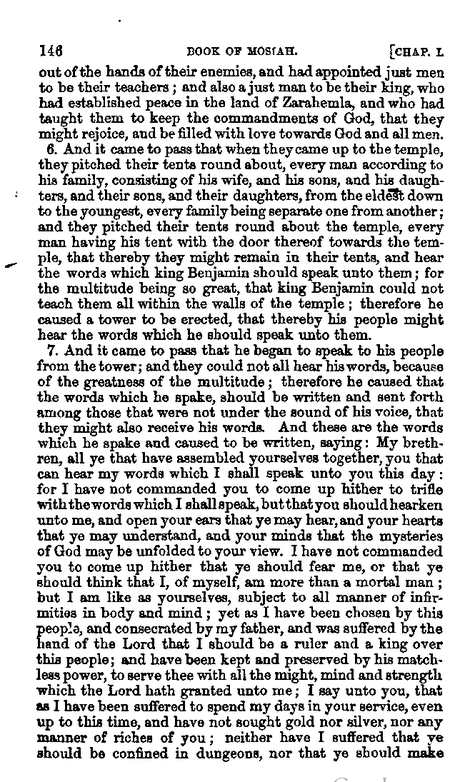 146 BOOK OF MOSIAH. [CHAP. I.
out of the hands of their enemies, and had appointed just men
to be their teachers ; and also a just man to be their king, who
had established peace in the land of Zarahemla, and who had
taught them to keep the commandments of God, that they
might rejoice, and be filled with love towards God and all men.
6. And it came to pass that when they came up to the temple,
they pitched their tents round about, every man according to
his family, consisting of his wife, and his sons, and his daugh-
ters, and their sons, and their daughters, from the eldest down
to the youngest, every family being separate one from another ;
and they pitched their tents round about the temple, every
man having his tent with the door thereof towards the tem-
ple, that thereby they might remain in their tents, and hear
the words which king Benjamin should speak unto them ; for
the multitude being so great, that king Benjamin could not
teach them all within the walls of the temple ; therefore he
caused a tower to be erected, that thereby his people might
hear the words which he should speak unto them.
7. And it came to pass that he began to speak to his people
from the tower ; and they could not all hear his words, because
of the greatness of the multitude ; therefore he caused that
the words which he spake, should be written and sent forth
among those that were not under the sound of his voice, that
they might also receive his words. And these are the words
which he spake and caused to be written, saying : My breth-
ren, all ye that have assembled yourselves together, you that
can hear my words which I shall speak unto you this day :
for I have not commanded you to come up hither to trifle
with the words which I shall speak, but that you should hearken
unto me, and open your ears that ye may hear, and your hearts
that ye may understand, and your minds that the mysteries
of God may be unfolded to your view. I have not commanded
you to come up hither that ye should fear me, or that ye
should think that I, of myself, am more than a mortal man ;
but I am like as yourselves, subject to all manner of infir-
mities in body and mind ; yet as I have been chosen by this
people, and consecrated by my father, and was suffered by the
hand of the Lord that I should be a ruler and a king over
this people ; and have been kept and preserved by his match-
less power, to serve thee with all the might, mind and strength
which the Lord hath granted unto me ; I say unto you, that
as I have been suffered to spend my days in your service, even
up to this time, and have not sought gold nor silver, nor any
manner of riches of you ; neither have I suffered that ye
should be confined in dungeons, nor that ye should make